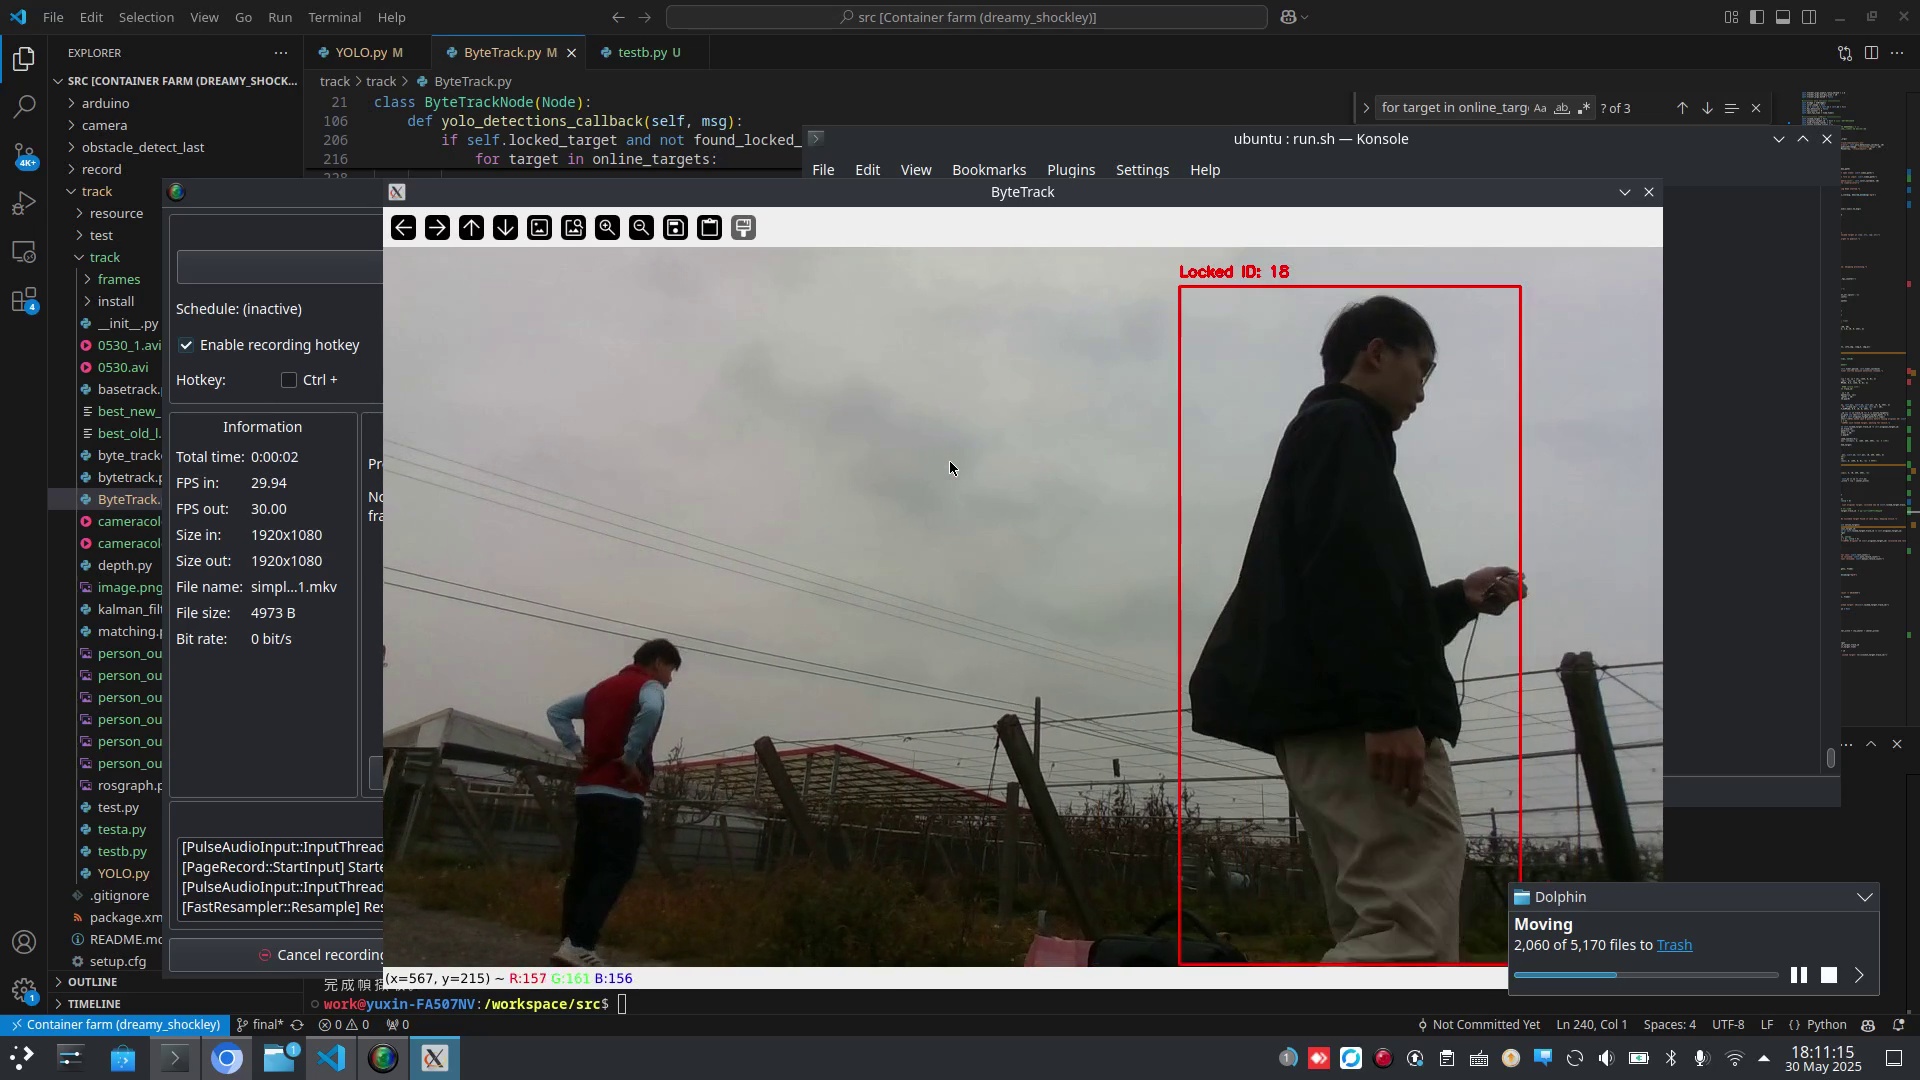 File Edit Selection View Go Run Terminal Help
src [Container farm (dreamy_shockley)]
EXPLORER
YOLO.py M
ByteTrack.py M
testb.py U
SRC [CONTAINER FARM (DREAMY_SHOCK...
track > track > ByteTrack.py
arduino
camera
obstacle_detect_last
record
track
resource
test
track
frames
install
__init__.py
0530_1.avi
0530.avi
basetrack.
best_new_
best_old_l.
byte_track
bytetrack.p
ByteTrack.
cameracol
cameracol
depth.py
image.png
kalman_filt
matching.p
person_ou
person_ou
person_ou
person_ou
person_ou
person_ou
rosgraph.p
test.py
testa.py
testb.py
YOLO.py
.gitignore
package.xm
README.md
setup.cfg
OUTLINE
TIMELINE
4K+
4
1
21 class ByteTrackNode(Node):
106 def yolo_detections_callback(self, msg):
206 if self.locked_target and not found_locked_
216 for target in online_targets:
for target in online_targ
Aa ab .*
? of 3
ubuntu : run.sh — Konsole
File Edit View Bookmarks Plugins Settings Help
ByteTrack
Locked ID: 18
Schedule: (inactive)
Enable recording hotkey
Hotkey: Ctrl +
Information
Total time: 0:00:02
FPS in: 29.94
FPS out: 30.00
Size in: 1920x1080
Size out: 1920x1080
File name: simpl...1.mkv
File size: 4973 B
Bit rate: 0 bit/s
Pr
No
fra
[PulseAudioInput::InputThread
[PageRecord::StartInput] Starte
[PulseAudioInput::InputThread
[FastResampler::Resample] Res
Cancel recording
(x=567, y=215) ~ R:157 G:161 B:156
Dolphin
Moving
2,060 of 5,170 files to Trash
work@yuxin-FA507NV:/workspace/src$
Container farm (dreamy_shockley)
final*
0 0
0
Not Committed Yet
Ln 240, Col 1
Spaces: 4
UTF-8
LF
{} Python
1
1
18:11:15
30 May 2025